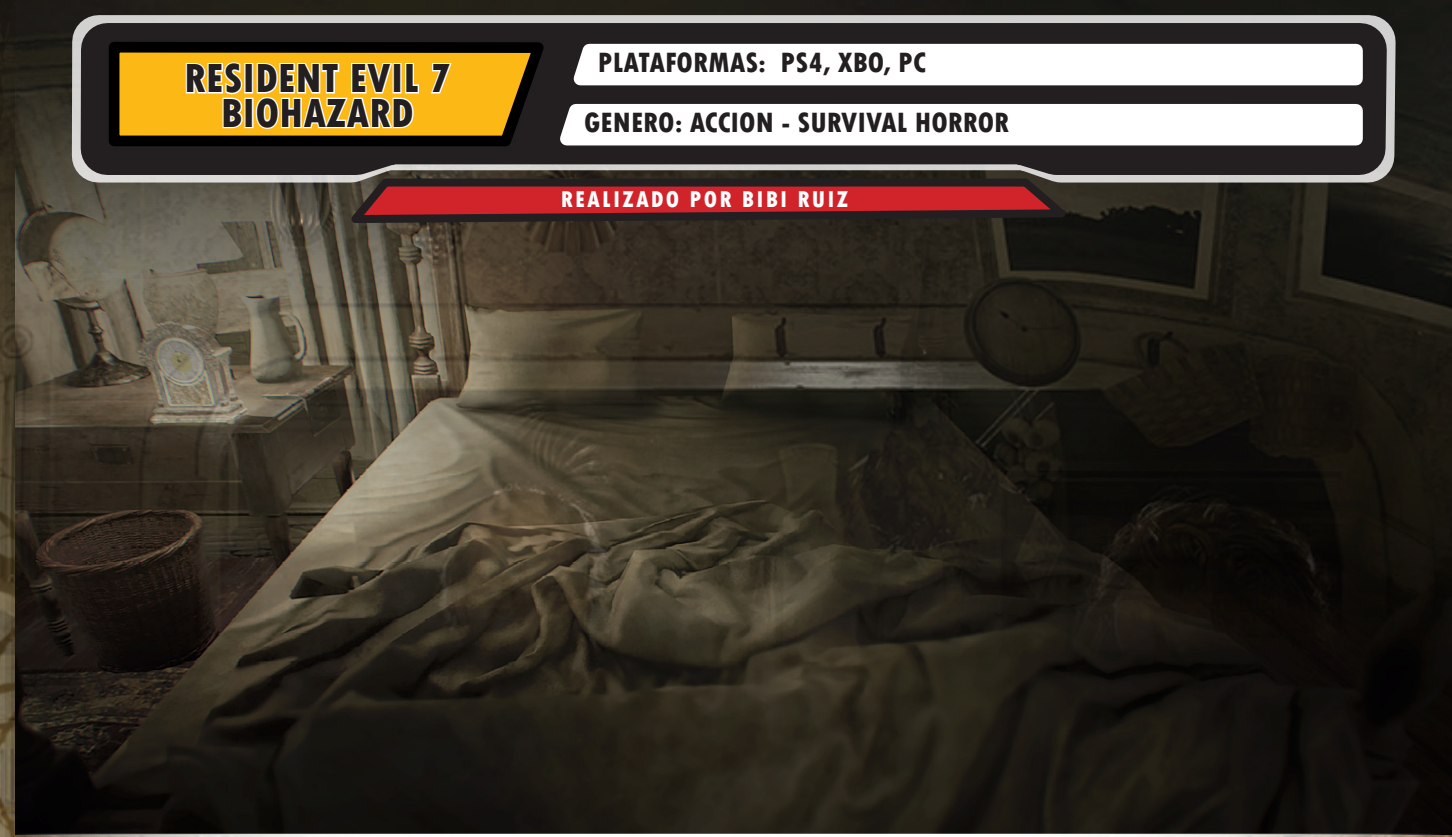 RESIDENT EVIL 7
BIOHAZARD
PLATAFORMAS: PS4, XBO, PC
GENERO: ACCION - SURVIVAL HORROR
REALIZADO POR BIBI RUIZ